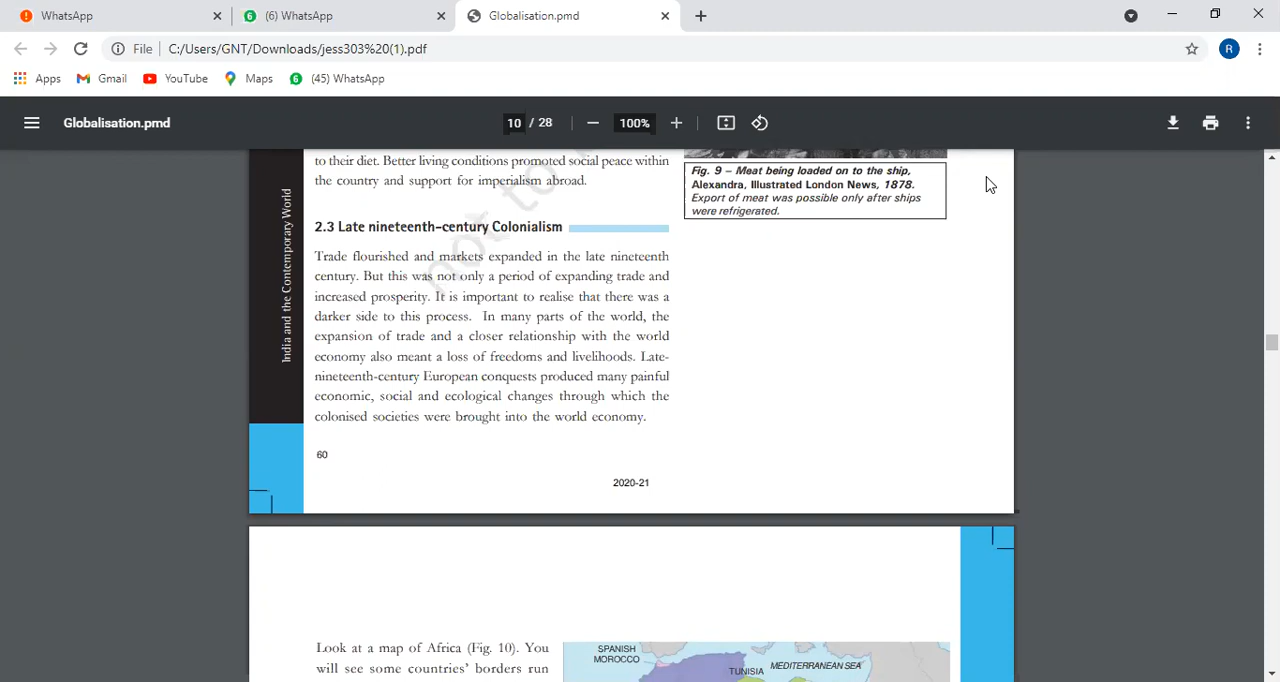 WhatsApp
(6) WhatsApp
Globalisation.pmd
File
C:/Users/GNT/Downloads/jess303%20(1).pdf
R
Apps
Gmail
YouTube
Maps
(45) WhatsApp
Globalisation.pmd
10 / 28
100%
India and the Contemporary World
to their diet. Better living conditions promoted social peace within
the country and support for imperialism abroad.
2.3 Late nineteenth-century Colonialism
Trade flourished and markets expanded in the late nineteenth
century. But this was not only a period of expanding trade and
increased prosperity. It is important to realise that there was a
darker side to this process. In many parts of the world, the
expansion of trade and a closer relationship with the world
economy also meant a loss of freedoms and livelihoods. Late-
nineteenth-century European conquests produced many painful
economic, social and ecological changes through which the
colonised societies were brought into the world economy.
Fig. 9 – Meat being loaded on to the ship,
Alexandra, Illustrated London News, 1878.
Export of meat was possible only after ships
were refrigerated.
not to
60
2020-21
Look at a map of Africa (Fig. 10). You
will see some countries' borders run
SPANISH
MOROCCO
TUNISIA
MEDITERRANEAN SEA